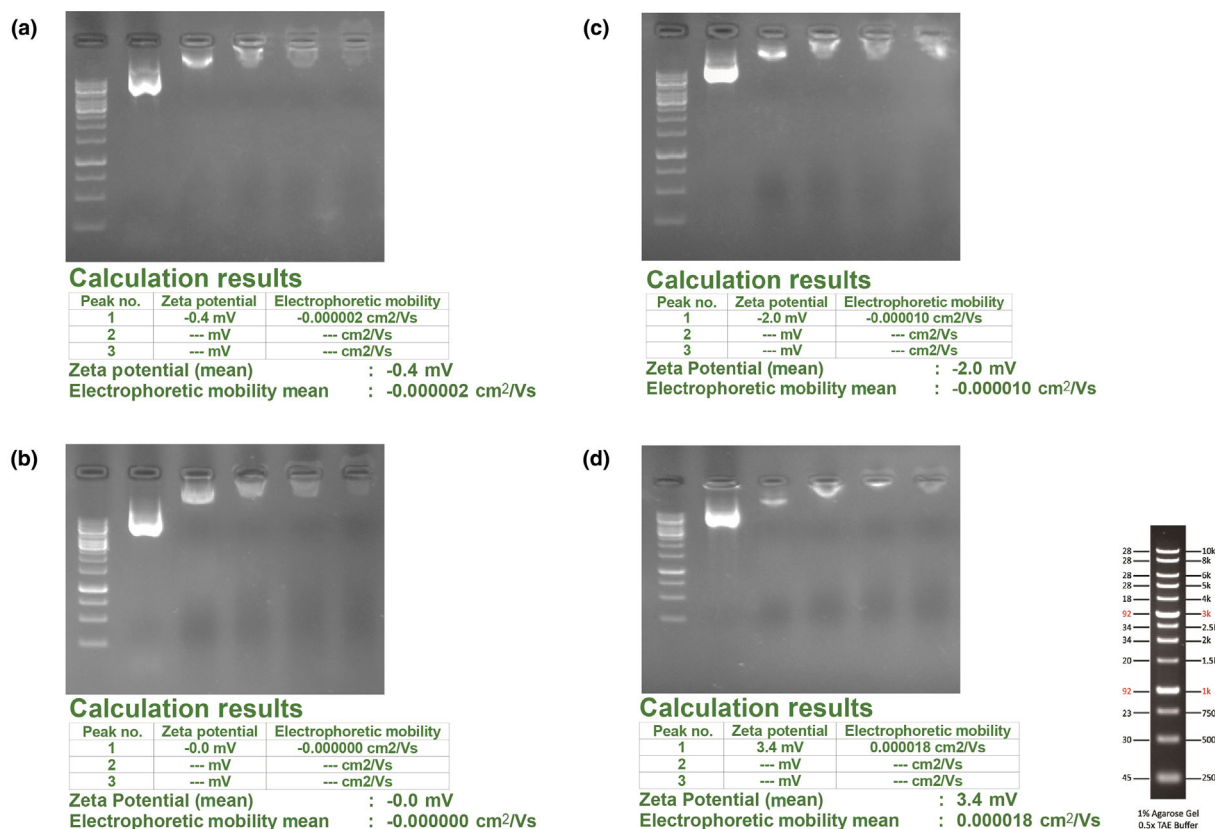 (a)
Calculation results
Peak no. Zeta potential Electrophoretic mobility
1 -0.4 mV -0.000002 cm2/Vs
2 --- mV --- cm2/Vs
3 --- mV --- cm2/Vs
Zeta potential (mean) : -0.4 mV
Electrophoretic mobility mean : -0.000002 cm²/Vs
(b)
Calculation results
Peak no. Zeta potential Electrophoretic mobility
1 -0.0 mV -0.000000 cm2/Vs
2 --- mV --- cm2/Vs
3 --- mV --- cm2/Vs
Zeta Potential (mean) : -0.0 mV
Electrophoretic mobility mean : -0.000000 cm²/Vs
(c)
Calculation results
Peak no. Zeta potential Electrophoretic mobility
1 -2.0 mV -0.000010 cm2/Vs
2 --- mV --- cm2/Vs
3 --- mV --- cm2/Vs
Zeta Potential (mean) : -2.0 mV
Electrophoretic mobility mean : -0.000010 cm²/Vs
(d)
Calculation results
Peak no. Zeta potential Electrophoretic mobility
1 3.4 mV 0.000018 cm2/Vs
2 --- mV --- cm2/Vs
3 --- mV --- cm2/Vs
Zeta Potential (mean) : 3.4 mV
Electrophoretic mobility mean : 0.000018 cm²/Vs
28 10k
28 8k
28 6k
28 5k
18 4k
92 3k
34 2.5k
34 2k
20 1.5k
92 1k
23 750
30 500
45 250
1% Agarose Gel
0.5x TAE Buffer